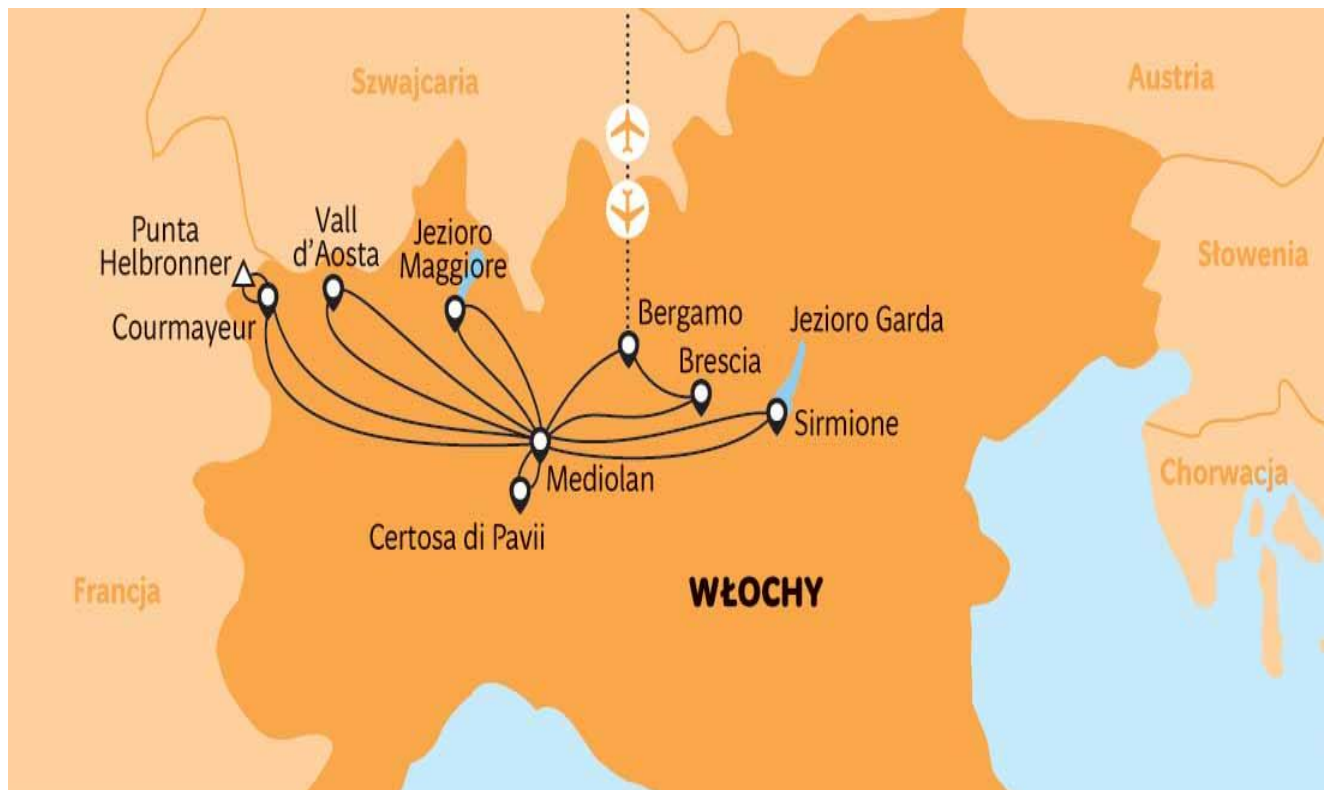 Szwajcaria
Austria
Punta
Helbronner
Vall
d'Aosta
Jezioro
Maggiore
Słowenia
Courmayeur
Bergamo
Jezioro Garda
Brescia
Sirmione
Mediolan
Chorwacja
Certosa di Pavii
Francja
WŁOCHY